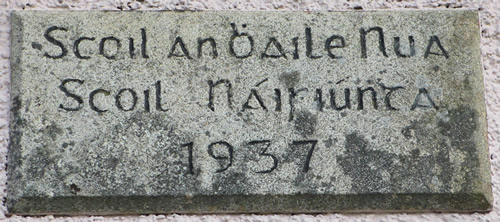 Scoil an Ḃaile Nua
Scoil Náisiúnta
1937